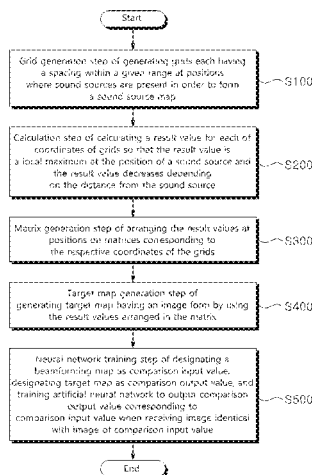 Start
Grid generation step of generating grids each having
a spacing within a given range at positions
where sound sources are present in order to form
a sound source map
S100
Calculation step of calculating a result value for each of
coordinates of grids so that the result value is
a local maximum at the position of a sound source and
the result value decreases depending
on the distance from the sound source
S200
Matrix generation step of arranging the result values at
positions on matrices corresponding to
the respective coordinates of the grids
S300
Target map generation step of
generating target map having an image form by using
the result values arranged in the matrix
S400
Neural network training step of designating a
beamforming map as comparison input value,
designating target map as comparison output value, and
training artificial neural network to output comparison
output value corresponding to
comparison input value when receiving image identical
with image of comparison input value
S500
End